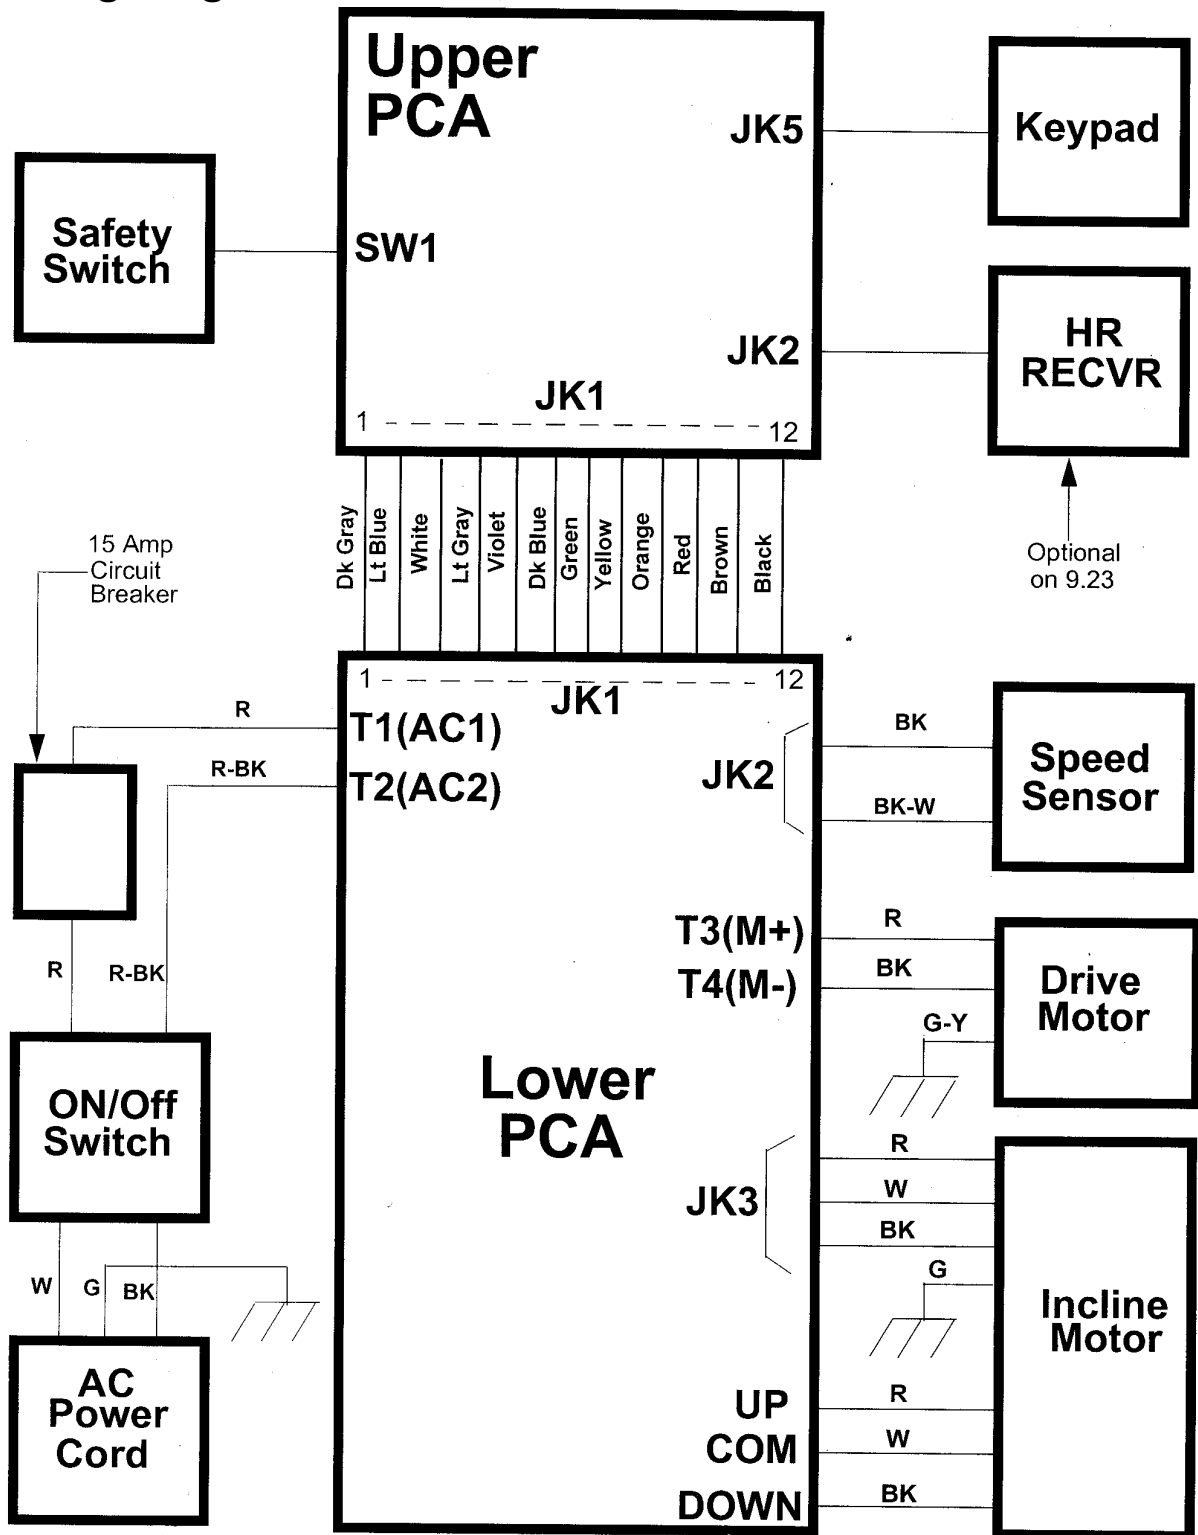 Upper
PCA
JK5
Keypad
Safety
Switch
SW1
JK2
HR
RECVR
JK1
1
12
Dk Gray
Lt Blue
White
Lt Gray
Violet
Dk Blue
Green
Yellow
Orange
Red
Brown
Black
15 Amp
Circuit
Breaker
Optional
on 9.23
1
12
JK1
R
T1(AC1)
R-BK
T2(AC2)
JK2
BK
BK-W
Speed
Sensor
R
R-BK
T3(M+)
R
T4(M-)
BK
G-Y
Drive
Motor
ON/Off
Switch
Lower
PCA
JK3
R
W
BK
G
Incline
Motor
W
G
BK
AC
Power
Cord
UP
R
COM
W
DOWN
BK